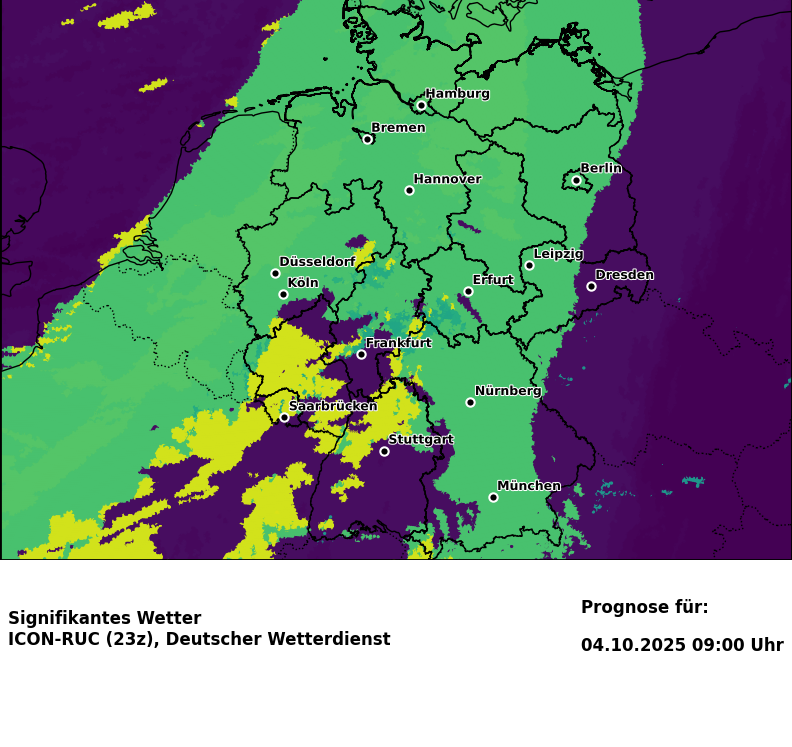 Hamburg
Bremen
Berlin
Hannover
Leipzig
Düsseldorf
Dresden
Köln
Erfurt
Frankfurt
Nürnberg
Saarbrücken
Stuttgart
München
Signifikantes Wetter
ICON-RUC (23z), Deutscher Wetterdienst
Prognose für:
04.10.2025 09:00 Uhr